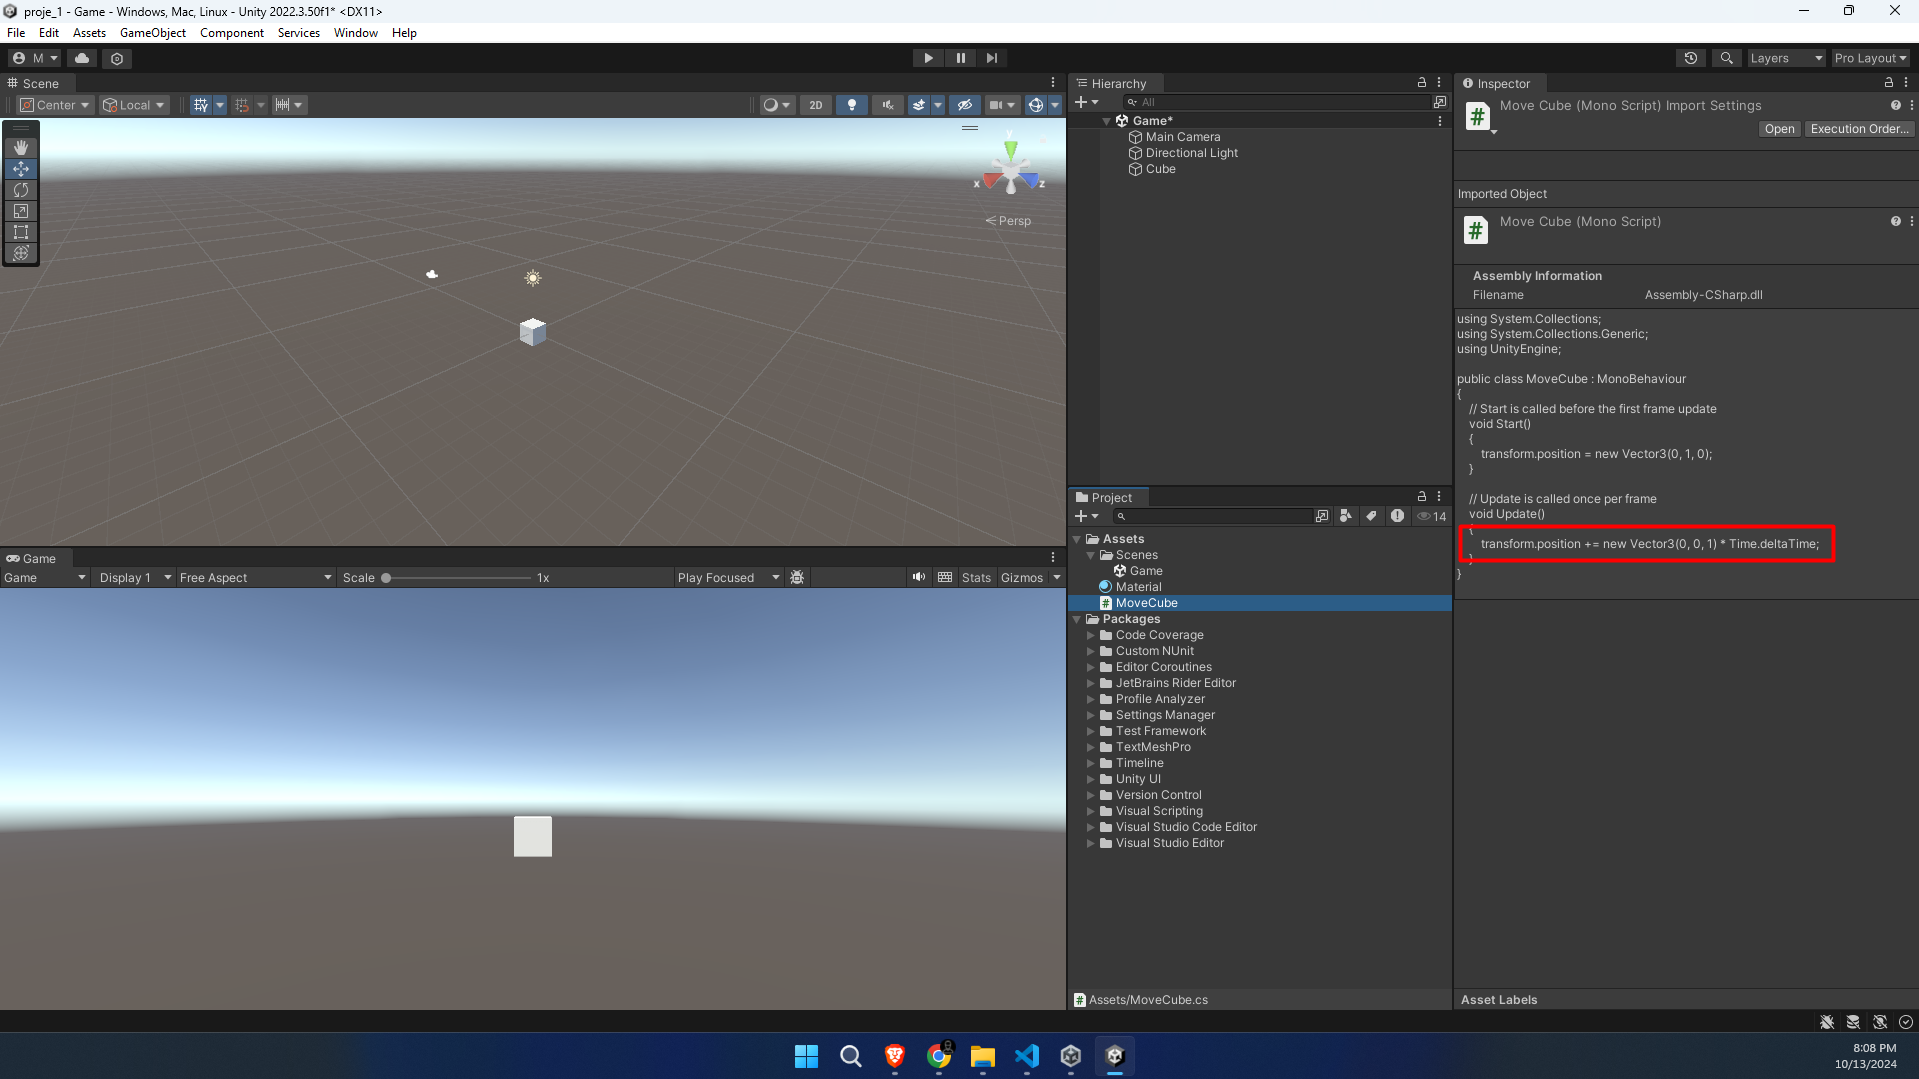 proje_1 - Game - Windows, Mac, Linux - Unity 2022.3.50f1* <DX11>
File Edit Assets GameObject Component Services Window Help
M
Layers
Pro Layout
Scene
Center
Local
2D
y
x
z
Persp
Game
Game
Display 1
Free Aspect
Scale
1x
Play Focused
Stats
Gizmos
Hierarchy
All
Game*
Main Camera
Directional Light
Cube
Project
14
Assets
Scenes
Game
Material
MoveCube
Packages
Code Coverage
Custom NUnit
Editor Coroutines
JetBrains Rider Editor
Profile Analyzer
Settings Manager
Test Framework
TextMeshPro
Timeline
Unity UI
Version Control
Visual Scripting
Visual Studio Code Editor
Visual Studio Editor
Assets/MoveCube.cs
Inspector
Move Cube (Mono Script) Import Settings
Open
Execution Order...
Imported Object
Move Cube (Mono Script)
Assembly Information
Filename Assembly-CSharp.dll
using System.Collections;
using System.Collections.Generic;
using UnityEngine;
public class MoveCube : MonoBehaviour
{
// Start is called before the first frame update
void Start()
{
transform.position = new Vector3(0, 1, 0);
}
// Update is called once per frame
void Update()
{
transform.position += new Vector3(0, 0, 1) * Time.deltaTime;
}
}
Asset Labels
8:08 PM
10/13/2024